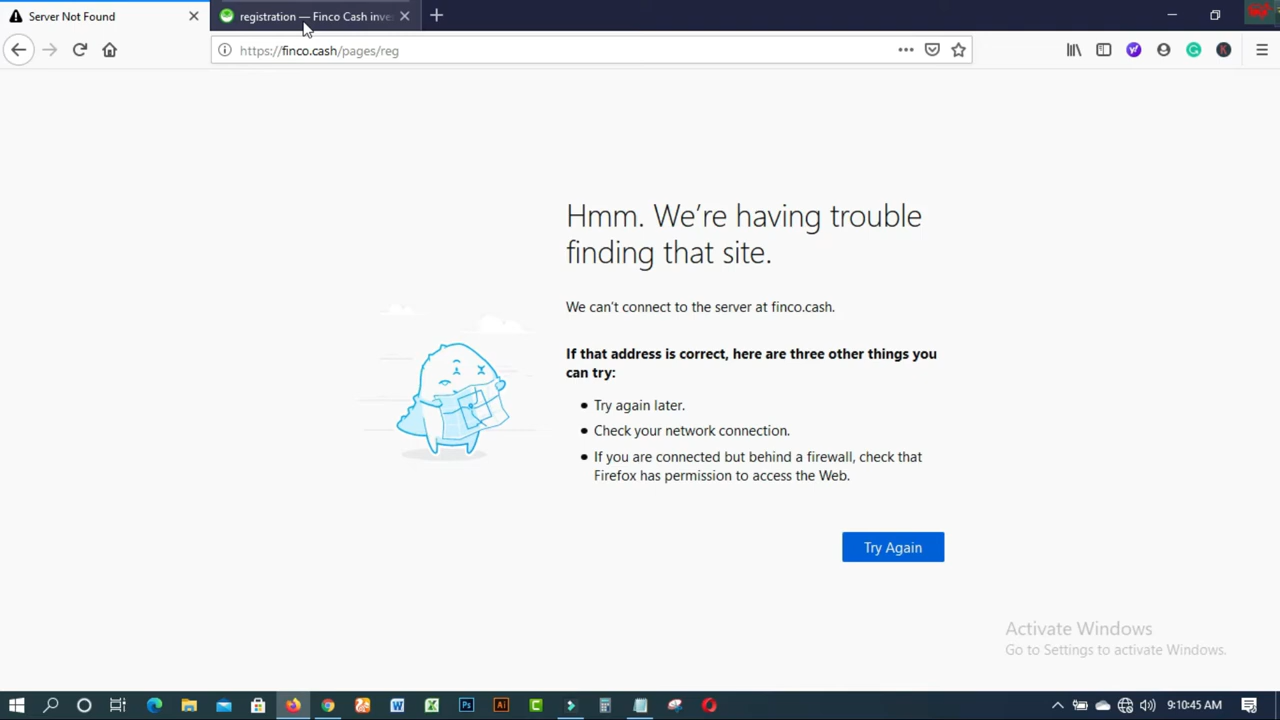 Server Not Found
registration — Finco Cash inves
https://finco.cash/pages/reg
Hmm. We’re having trouble
finding that site.
We can’t connect to the server at finco.cash.
If that address is correct, here are three other things you
can try:
Try again later.
Check your network connection.
If you are connected but behind a firewall, check that
Firefox has permission to access the Web.
Try Again
Activate Windows
Go to Settings to activate Windows.
9:10:45 AM